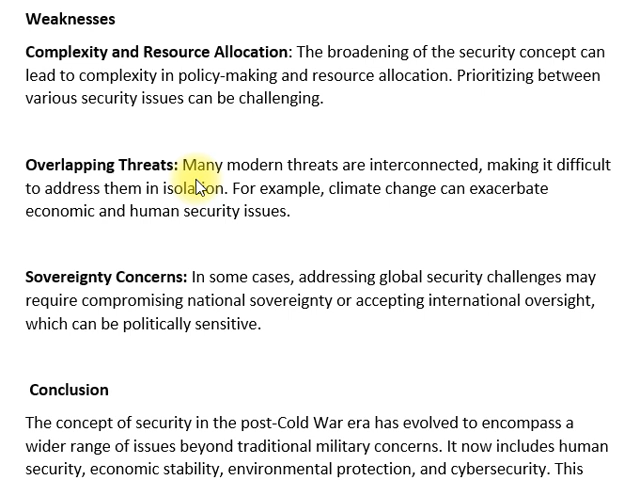 Weaknesses
Complexity and Resource Allocation: The broadening of the security concept can
lead to complexity in policy-making and resource allocation. Prioritizing between
various security issues can be challenging.
Overlapping Threats: Many modern threats are interconnected, making it difficult
to address them in isolation. For example, climate change can exacerbate
economic and human security issues.
Sovereignty Concerns: In some cases, addressing global security challenges may
require compromising national sovereignty or accepting international oversight,
which can be politically sensitive.
Conclusion
The concept of security in the post-Cold War era has evolved to encompass a
wider range of issues beyond traditional military concerns. It now includes human
security, economic stability, environmental protection, and cybersecurity. This